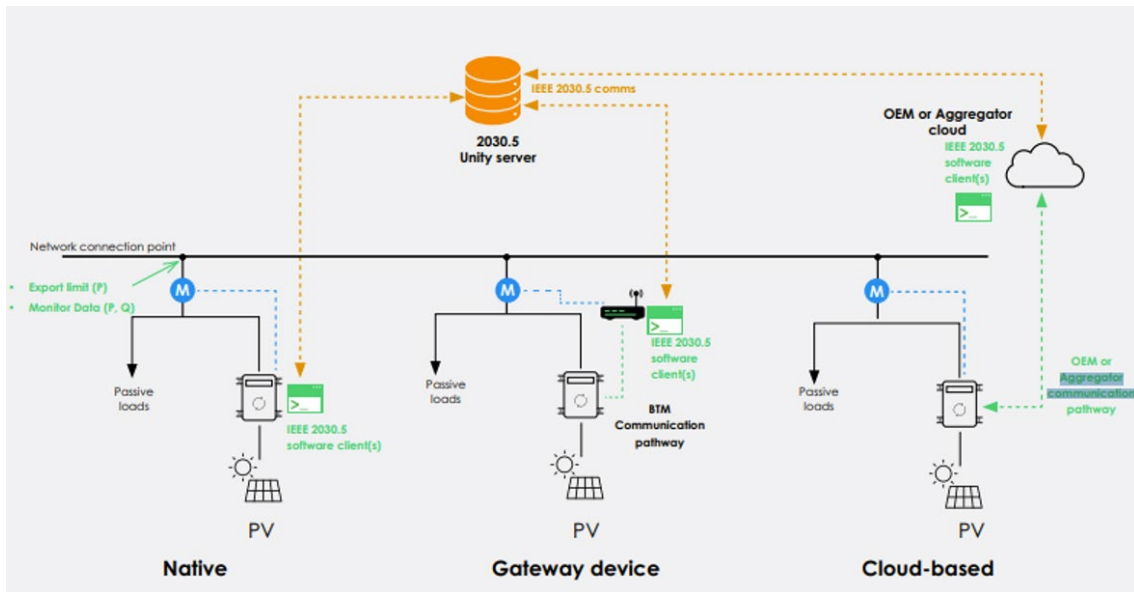 IEEE 2030.5 comms
2030.5
Unity server
OEM or Aggregator
cloud
IEEE 2030.5
software
client(s)
>_
Network connection point
• Export limit (P)
• Monitor Data (P, Q)
M
M
M
>_
IEEE 2030.5
software
client(s)
Passive
loads
>_
IEEE 2030.5
software client(s)
Passive
loads
BTM
Communication
pathway
Passive
loads
OEM or
Aggregator
communication
pathway
PV
PV
PV
Native
Gateway device
Cloud-based